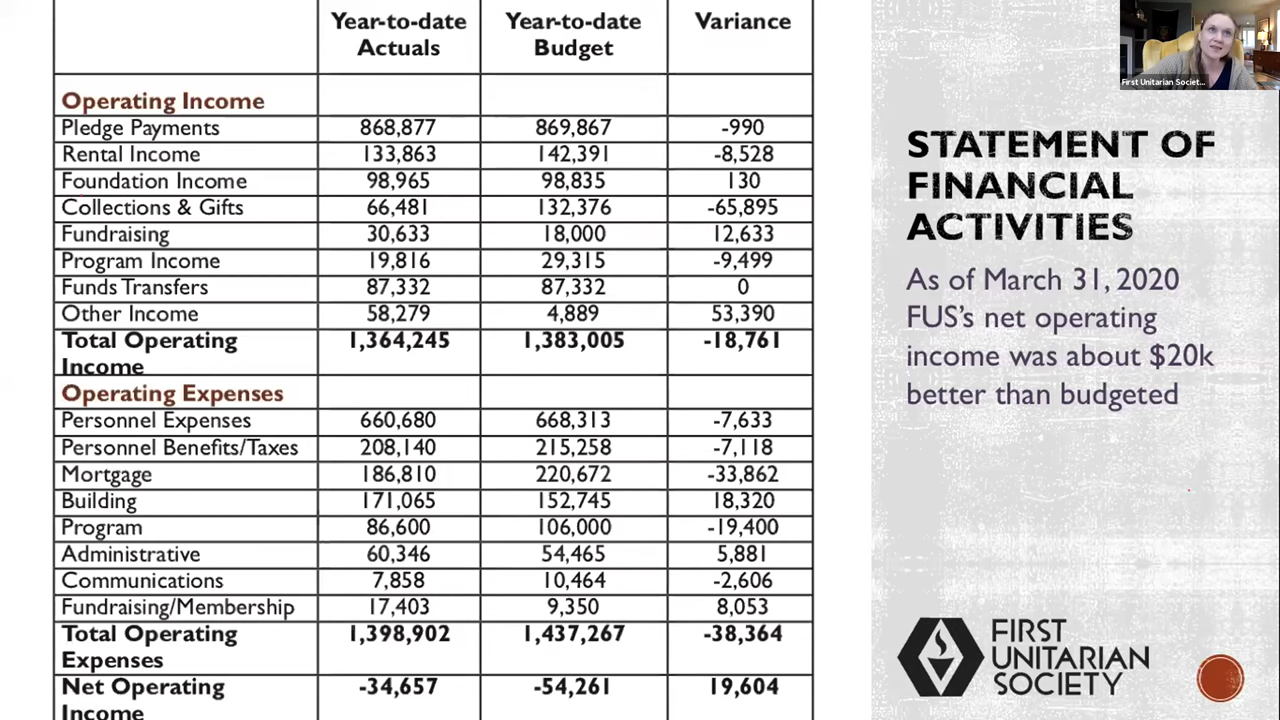 Year-to-date Actuals Year-to-date Budget Variance
Operating Income
Pledge Payments 868,877 869,867 -990
Rental Income 133,863 142,391 -8,528
Foundation Income 98,965 98,835 130
Collections & Gifts 66,481 132,376 -65,895
Fundraising 30,633 18,000 12,633
Program Income 19,816 29,315 -9,499
Funds Transfers 87,332 87,332 0
Other Income 58,279 4,889 53,390
Total Operating Income 1,364,245 1,383,005 -18,761
Operating Expenses
Personnel Expenses 660,680 668,313 -7,633
Personnel Benefits/Taxes 208,140 215,258 -7,118
Mortgage 186,810 220,672 -33,862
Building 171,065 152,745 18,320
Program 86,600 106,000 -19,400
Administrative 60,346 54,465 5,881
Communications 7,858 10,464 -2,606
Fundraising/Membership 17,403 9,350 8,053
Total Operating Expenses 1,398,902 1,437,267 -38,364
Net Operating Income -34,657 -54,261 19,604
First Unitarian Societ...
STATEMENT OF
FINANCIAL
ACTIVITIES
As of March 31, 2020
FUS's net operating
income was about $20k
better than budgeted
FIRST
UNITARIAN
SOCIETY